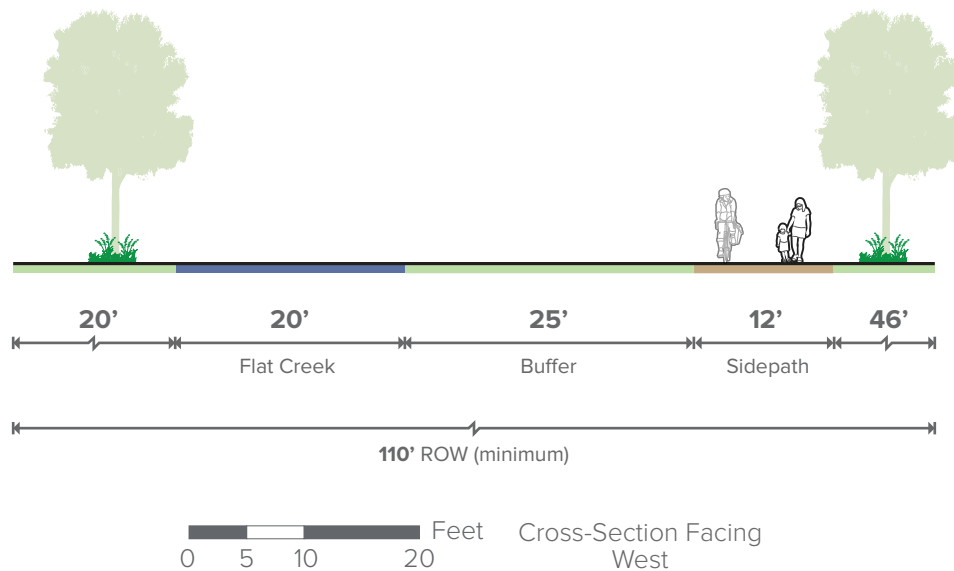 20’ 20’ 25’ 12’ 46’
Flat Creek Buffer Sidepath
110’ ROW (minimum)
Feet
0 5 10 20
Cross-Section Facing
West